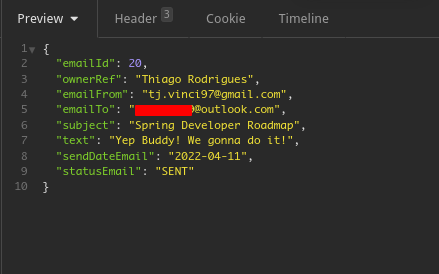 Preview Header 3 Cookie Timeline
1 {
2 "emailId": 20,
3 "ownerRef": "Thiago Rodrigues",
4 "emailFrom": "tj.vinci97@gmail.com",
5 "emailTo": " @outlook.com",
6 "subject": "Spring Developer Roadmap",
7 "text": "Yep Buddy! We gonna do it!",
8 "sendDateEmail": "2022-04-11",
9 "statusEmail": "SENT"
10 }